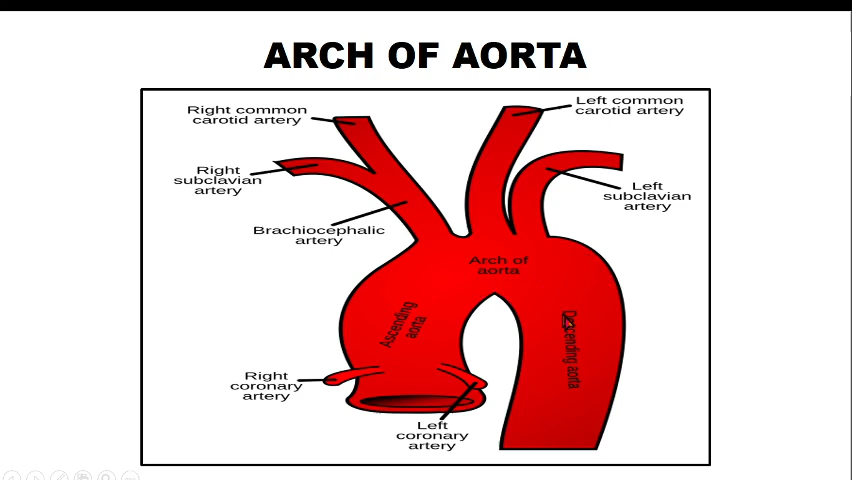 ARCH OF AORTA
Right common
carotid artery
Left common
carotid artery
Right
subclavian
artery
Left
subclavian
artery
Brachiocephalic
artery
Arch of
aorta
Ascending
aorta
Descending aorta
Right
coronary
artery
Left
coronary
artery